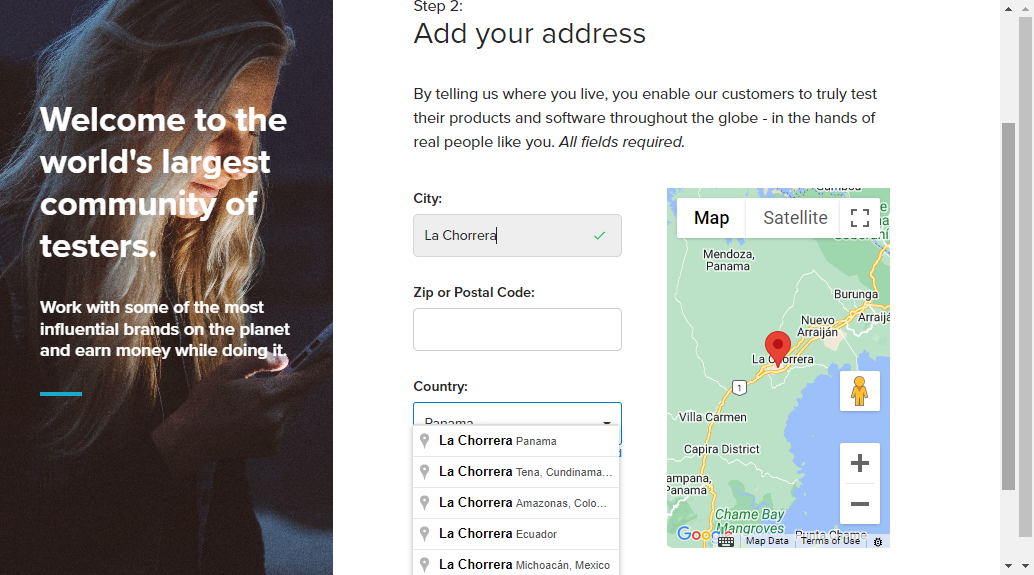 Step 2:
Add your address
Welcome to the
world's largest
community of
testers.
Work with some of the most
influential brands on the planet
and earn money while doing it.
By telling us where you live, you enable our customers to truly test
their products and software throughout the globe - in the hands of
real people like you. All fields required.
City:
La Chorrera
Zip or Postal Code:
Country:
Panama
La Chorrera Panama
La Chorrera Tena, Cundinama...
La Chorrera Amazonas, Colo...
La Chorrera Ecuador
La Chorrera Michoacán, Mexico
Map
Satellite
Mendoza,
Panama
Burunga
Nuevo
Arraiján
Arraijá
La Chorrera
1
Villa Carmen
Capira District
ampana,
Panama
Chame Bay
Mangroves
Punta Chame
Google
Map Data
Terms of Use